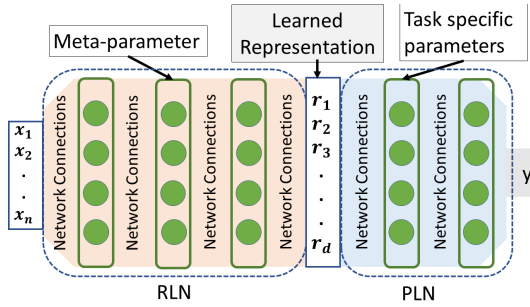 Meta-parameter
Learned
Representation
Task specific
parameters
x₁
x₂
.
.
xₙ
Network Connections
Network Connections
Network Connections
Network Connections
r₁
r₂
r₃
.
.
.
r_d
Network Connections
Network Connections
y
RLN
PLN